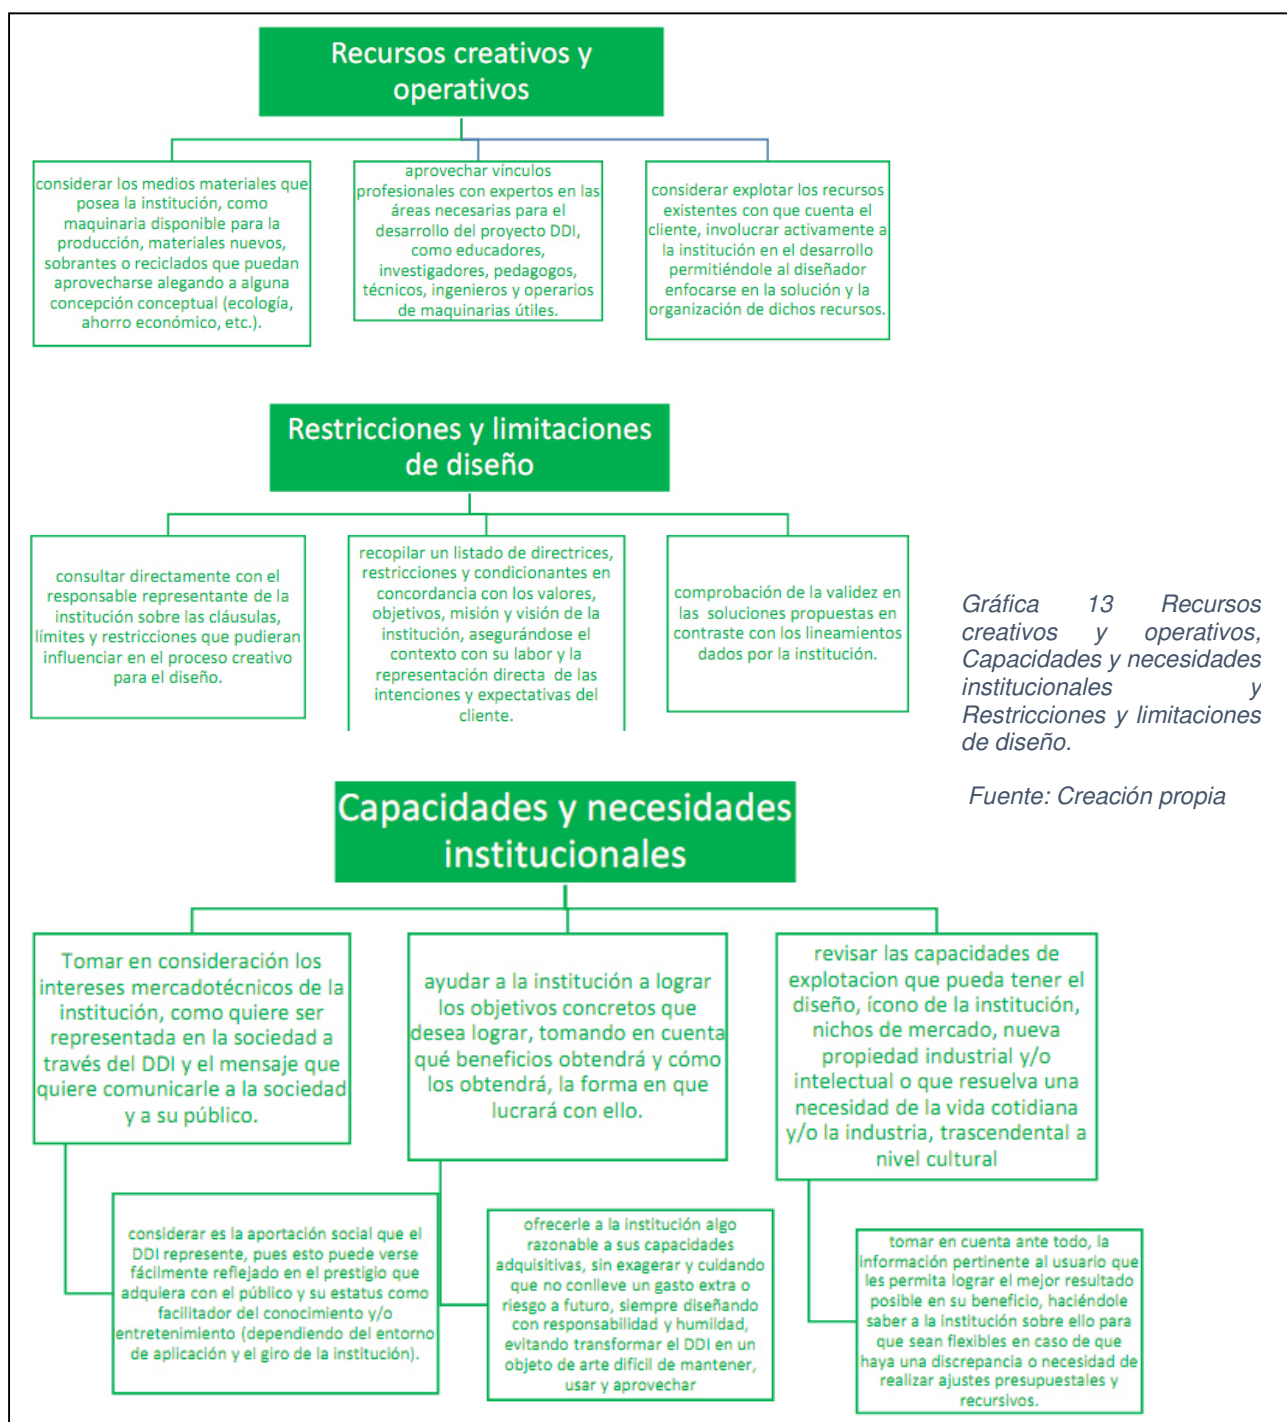 Recursos creativos y
operativos
considerar los medios materiales que
posea la institución, como
maquinaria disponible para la
producción, materiales nuevos,
sobrantes o reciclados que puedan
aprovecharse alegando a alguna
concepción conceptual (ecología,
ahorro económico, etc.).
aprovechar vínculos
profesionales con expertos en las
áreas necesarias para el
desarrollo del proyecto DDI,
como educadores,
investigadores, pedagogos,
técnicos, ingenieros y operarios
de maquinarias útiles.
considerar explotar los recursos
existentes con que cuenta el
cliente, involucrar activamente a
la institución en el desarrollo
permitiéndole al diseñador
enfocarse en la solución y la
organización de dichos recursos.
Restricciones y limitaciones
de diseño
consultar directamente con el
responsable representante de la
institución sobre las cláusulas,
límites y restricciones que pudieran
influenciar en el proceso creativo
para el diseño.
recopilar un listado de directrices,
restricciones y condicionantes en
concordancia con los valores,
objetivos, misión y visión de la
institución, asegurándose el
contexto con su labor y la
representación directa de las
intenciones y expectativas del
cliente.
comprobación de la validez en
las soluciones propuestas en
contraste con los lineamientos
dados por la institución.
Gráfica 13 Recursos
creativos y operativos,
Capacidades y necesidades
institucionales y
Restricciones y limitaciones
de diseño.
Fuente: Creación propia
Capacidades y necesidades
institucionales
Tomar en consideración los
intereses mercadotécnicos de la
institución, como quiere ser
representada en la sociedad a
través del DDI y el mensaje que
quiere comunicarle a la sociedad
y a su público.
ayudar a la institución a lograr
los objetivos concretos que
desea lograr, tomando en cuenta
qué beneficios obtendrá y cómo
los obtendrá, la forma en que
lucrará con ello.
revisar las capacidades de
explotacion que pueda tener el
diseño, ícono de la institución,
nichos de mercado, nueva
propiedad industrial y/o
intelectual o que resuelva una
necesidad de la vida cotidiana
y/o la industria, trascendental a
nivel cultural
considerar es la aportación social que el
DDI represente, pues esto puede verse
fácilmente reflejado en el prestigio que
adquiera con el público y su estatus como
facilitador del conocimiento y/o
entretenimiento (dependiendo del entorno
de aplicación y el giro de la institución).
ofrecerle a la institución algo
razonable a sus capacidades
adquisitivas, sin exagerar y cuidando
que no conlleve un gasto extra o
riesgo a futuro, siempre diseñando
con responsabilidad y humildad,
evitando transformar el DDI en un
objeto de arte difícil de mantener,
usar y aprovechar
tomar en cuenta ante todo, la
información pertinente al usuario que
les permita lograr el mejor resultado
posible en su beneficio, haciéndole
saber a la institución sobre ello para
que sean flexibles en caso de que
haya una discrepancia o necesidad de
realizar ajustes presupuestales y
recursivos.